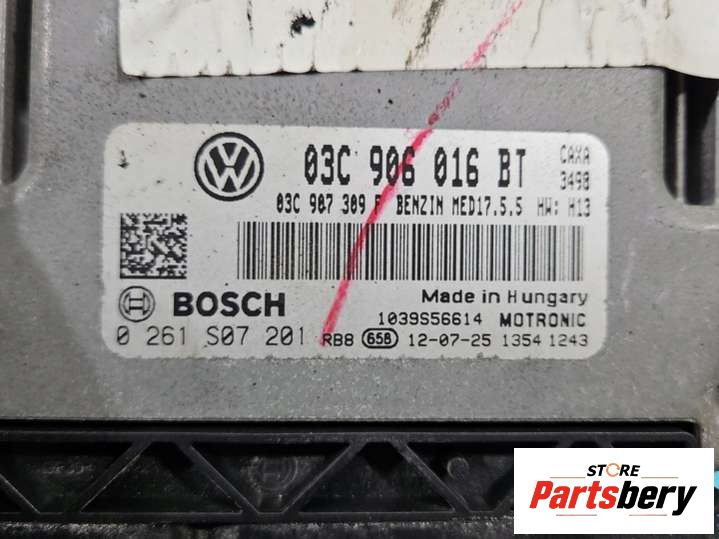 03C 906 016 BT CAXA
3498
03C 907 309 BENZIN MED17.5.5 HW: H13
BOSCH
Made in Hungary
1039S56614 MOTRONIC
0 261 S07 201 RB8 658 12-07-25 1354 1243
STORE
Partsbery